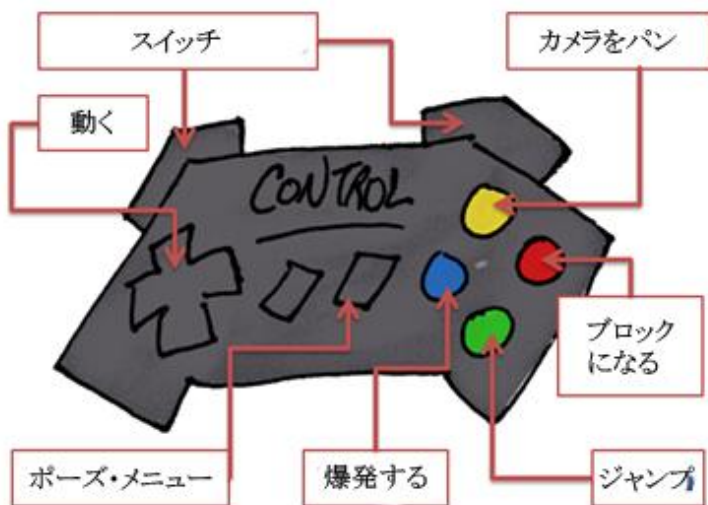 スイッチ
カメラをパン
動く
CONTROL
ブロック
になる
ポーズ・メニュー
爆発する
ジャンプ